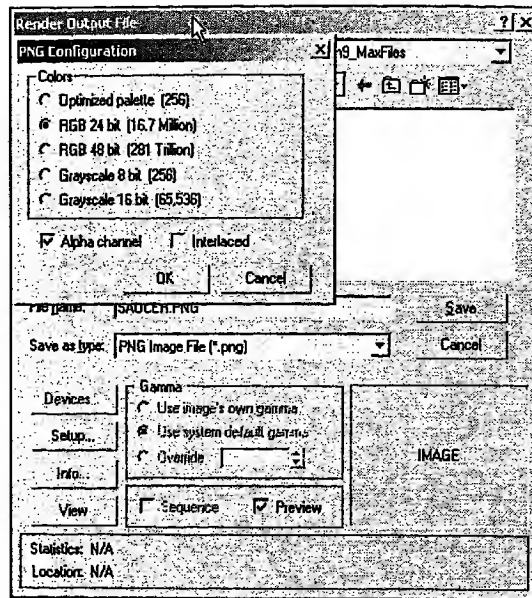 Render Output File
PNG Configuration
n9_MaxFiles
Colors
Optimized palette (256)
RGB 24 bit (16.7 Million)
RGB 48 bit (281 Trillion)
Grayscale 8 bit (256)
Grayscale 16 bit (65,536)
Alpha channel Interlaced
OK Cancel
File name: SAUCER.PNG Save
Save as type: PNG Image File (*.png) Cancel
Devices...
Gamma
Use image's own gamma
Setup...
Use system default gamma
Override
IMAGE
Info...
View
Sequence Preview
Statistics: N/A
Location: N/A